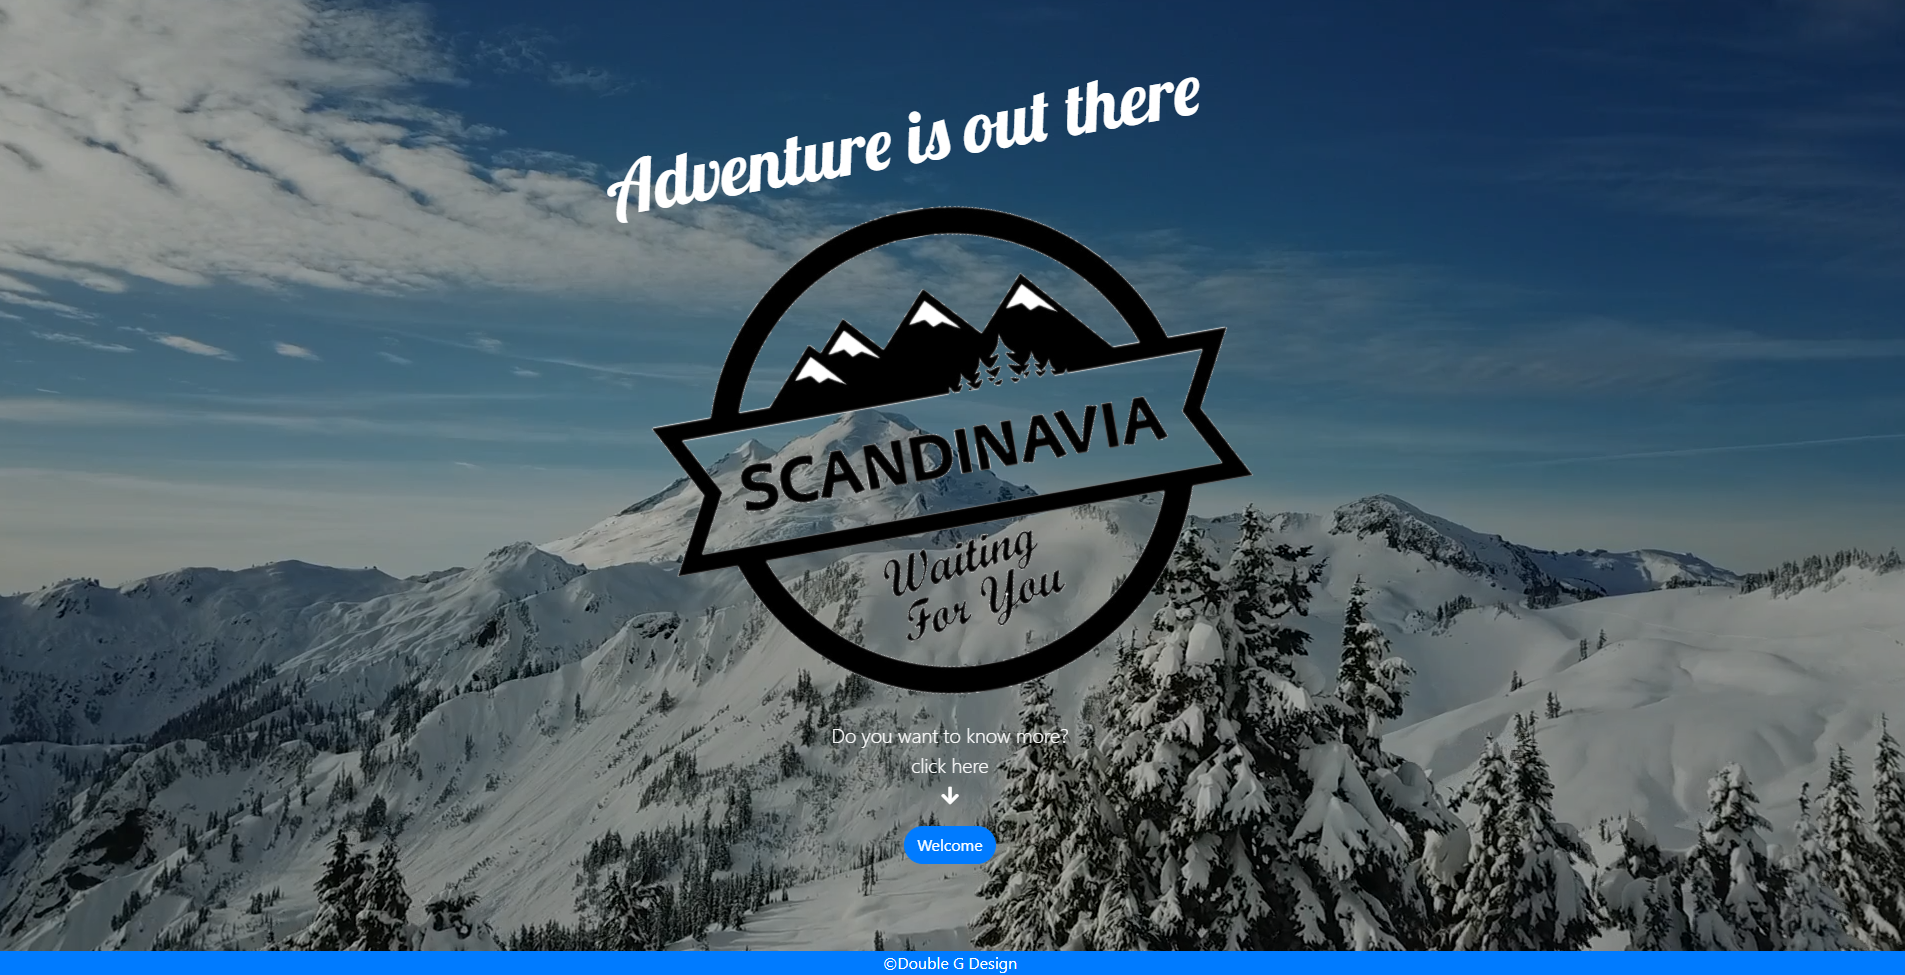 Adventure is out there
SCANDINAVIA
Waiting
For You
Do you want to know more?
click here
Welcome
©Double G Design